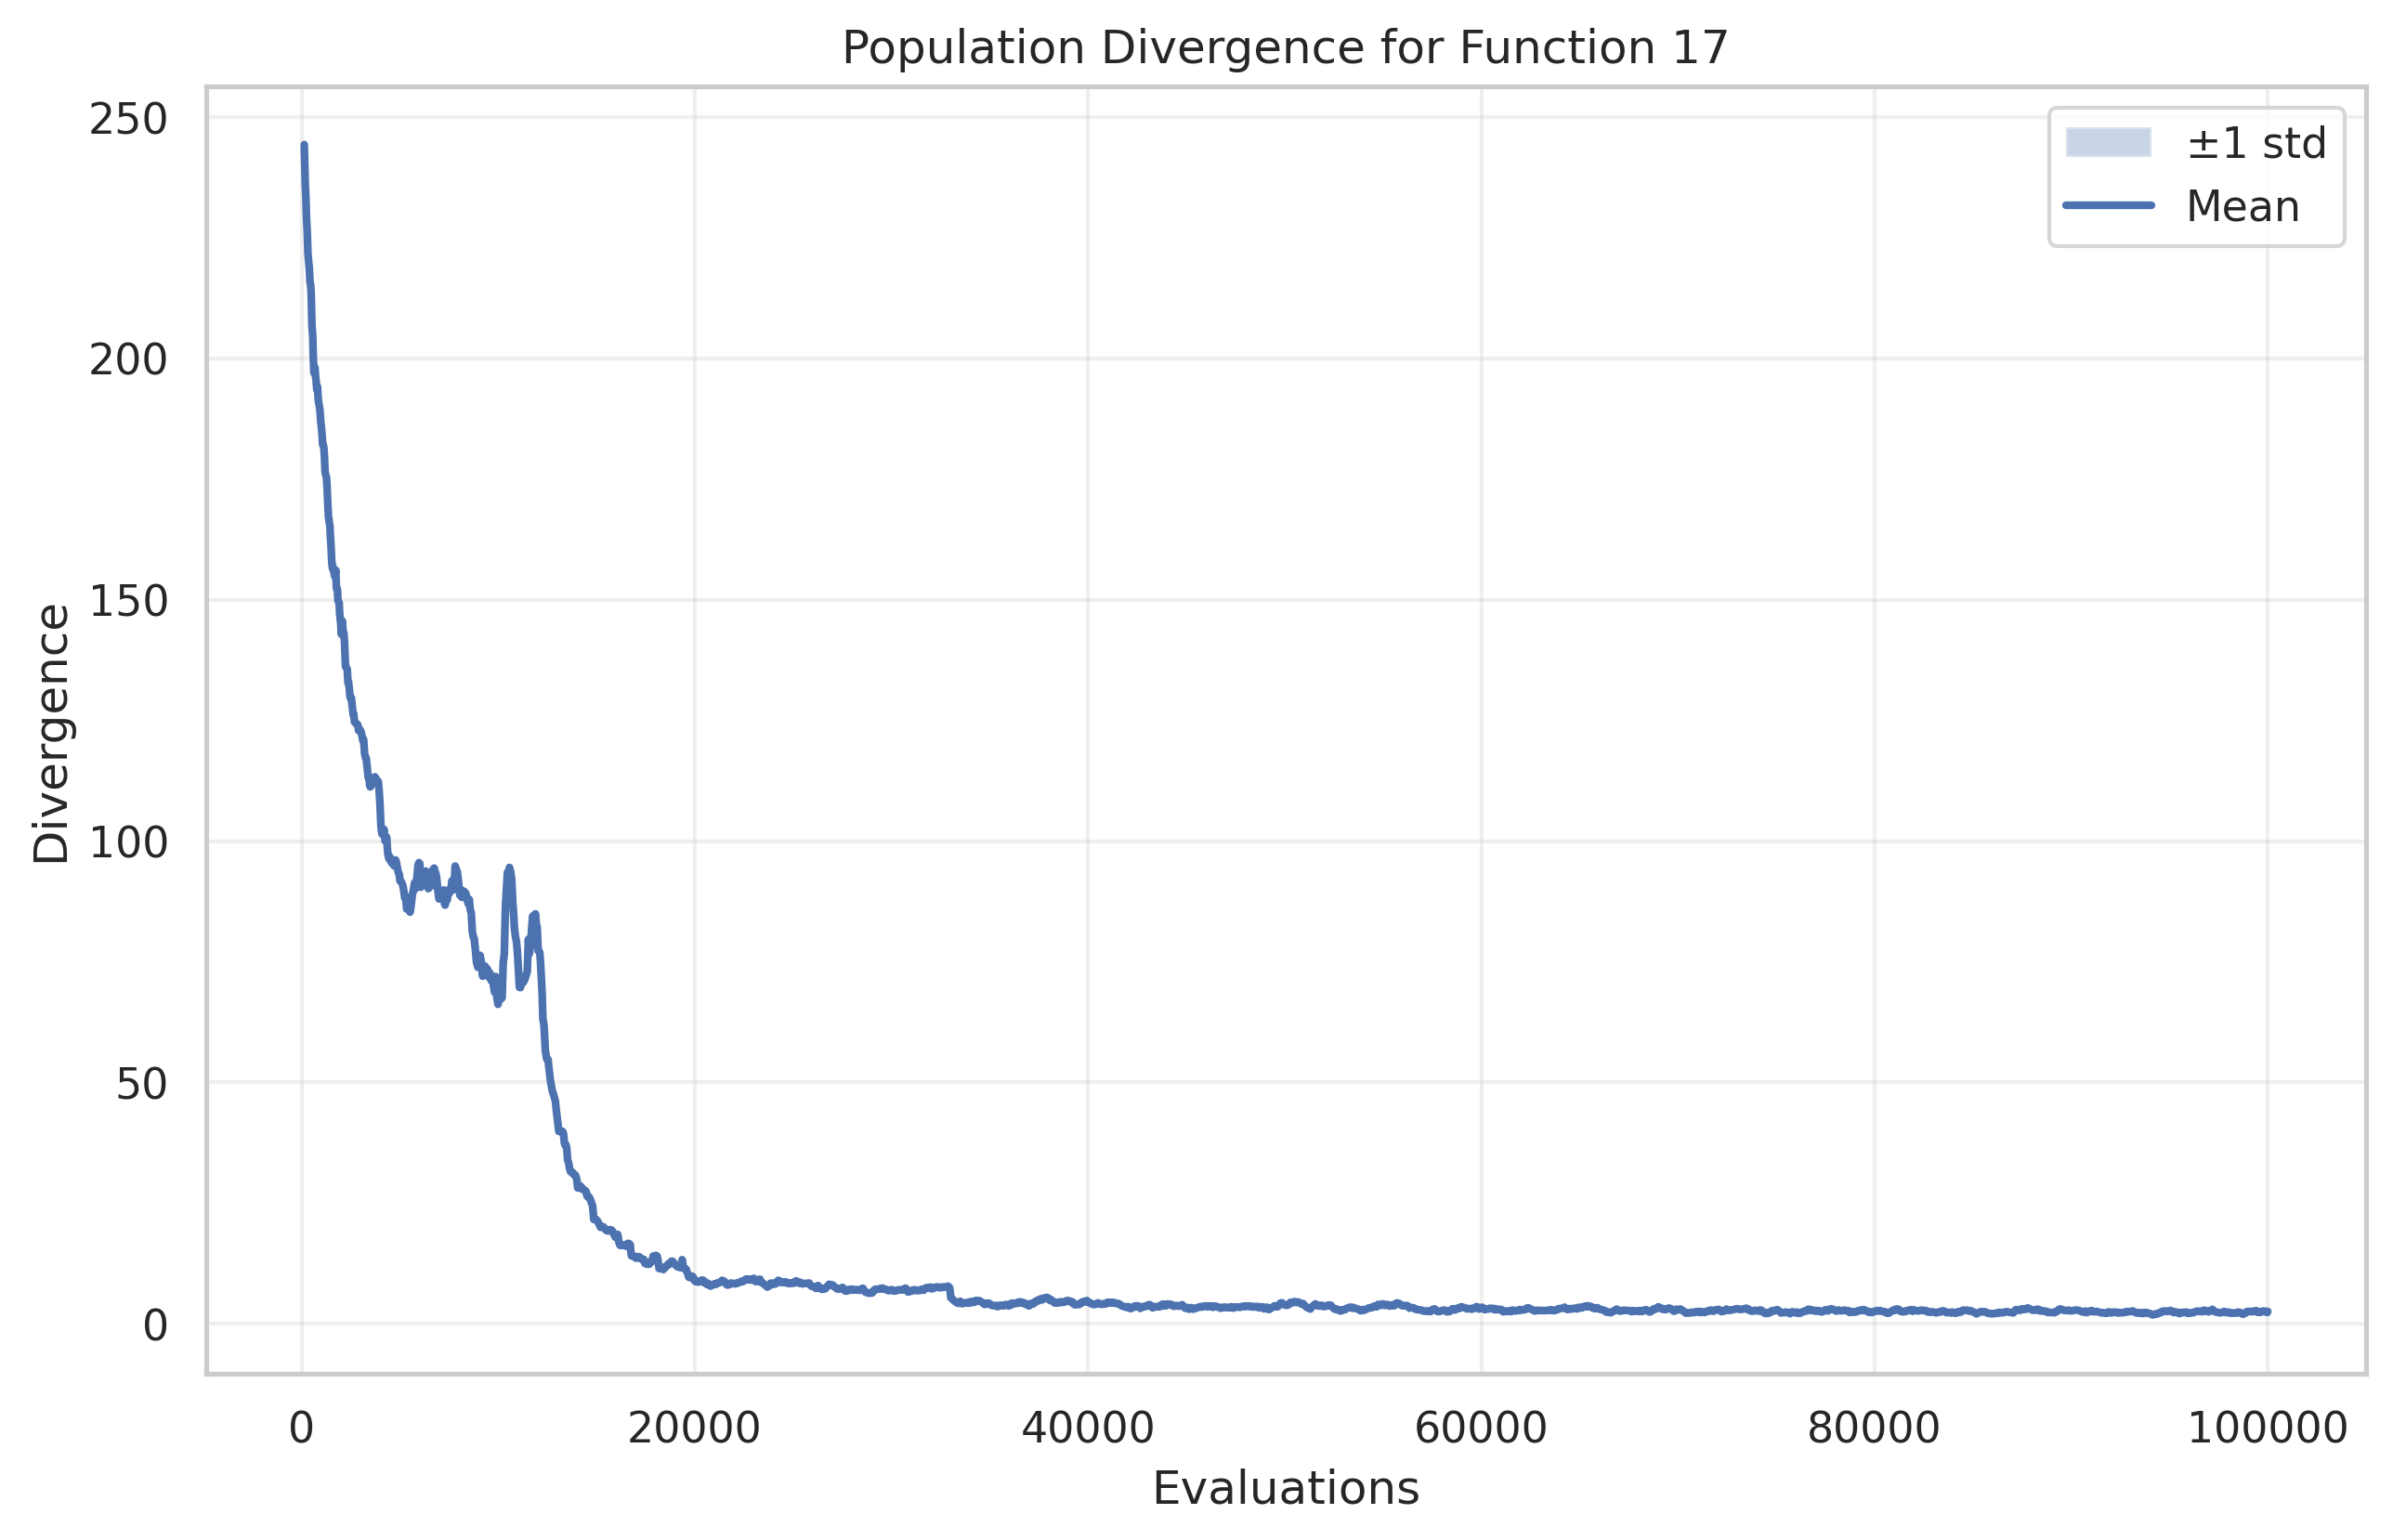 Population Divergence for Function 17
±1 std
Mean
250
200
150
100
50
0
Divergence
0 20000 40000 60000 80000 100000
Evaluations